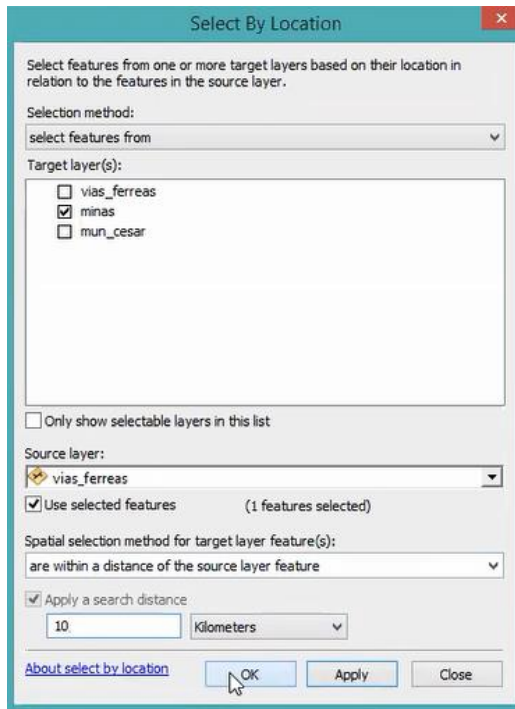 Select By Location
Select features from one or more target layers based on their location in
relation to the features in the source layer.
Selection method:
select features from
Target layer(s):
vias_ferreas
minas
mun_cesar
Only show selectable layers in this list
Source layer:
vias_ferreas
Use selected features (1 features selected)
Spatial selection method for target layer feature(s):
are within a distance of the source layer feature
Apply a search distance
10 Kilometers
About select by location OK Apply Close